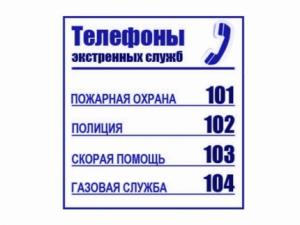 Телефоны
экстренных служб
ПОЖАРНАЯ ОХРАНА 101
ПОЛИЦИЯ 102
СКОРАЯ ПОМОЩЬ 103
ГАЗОВАЯ СЛУЖБА 104